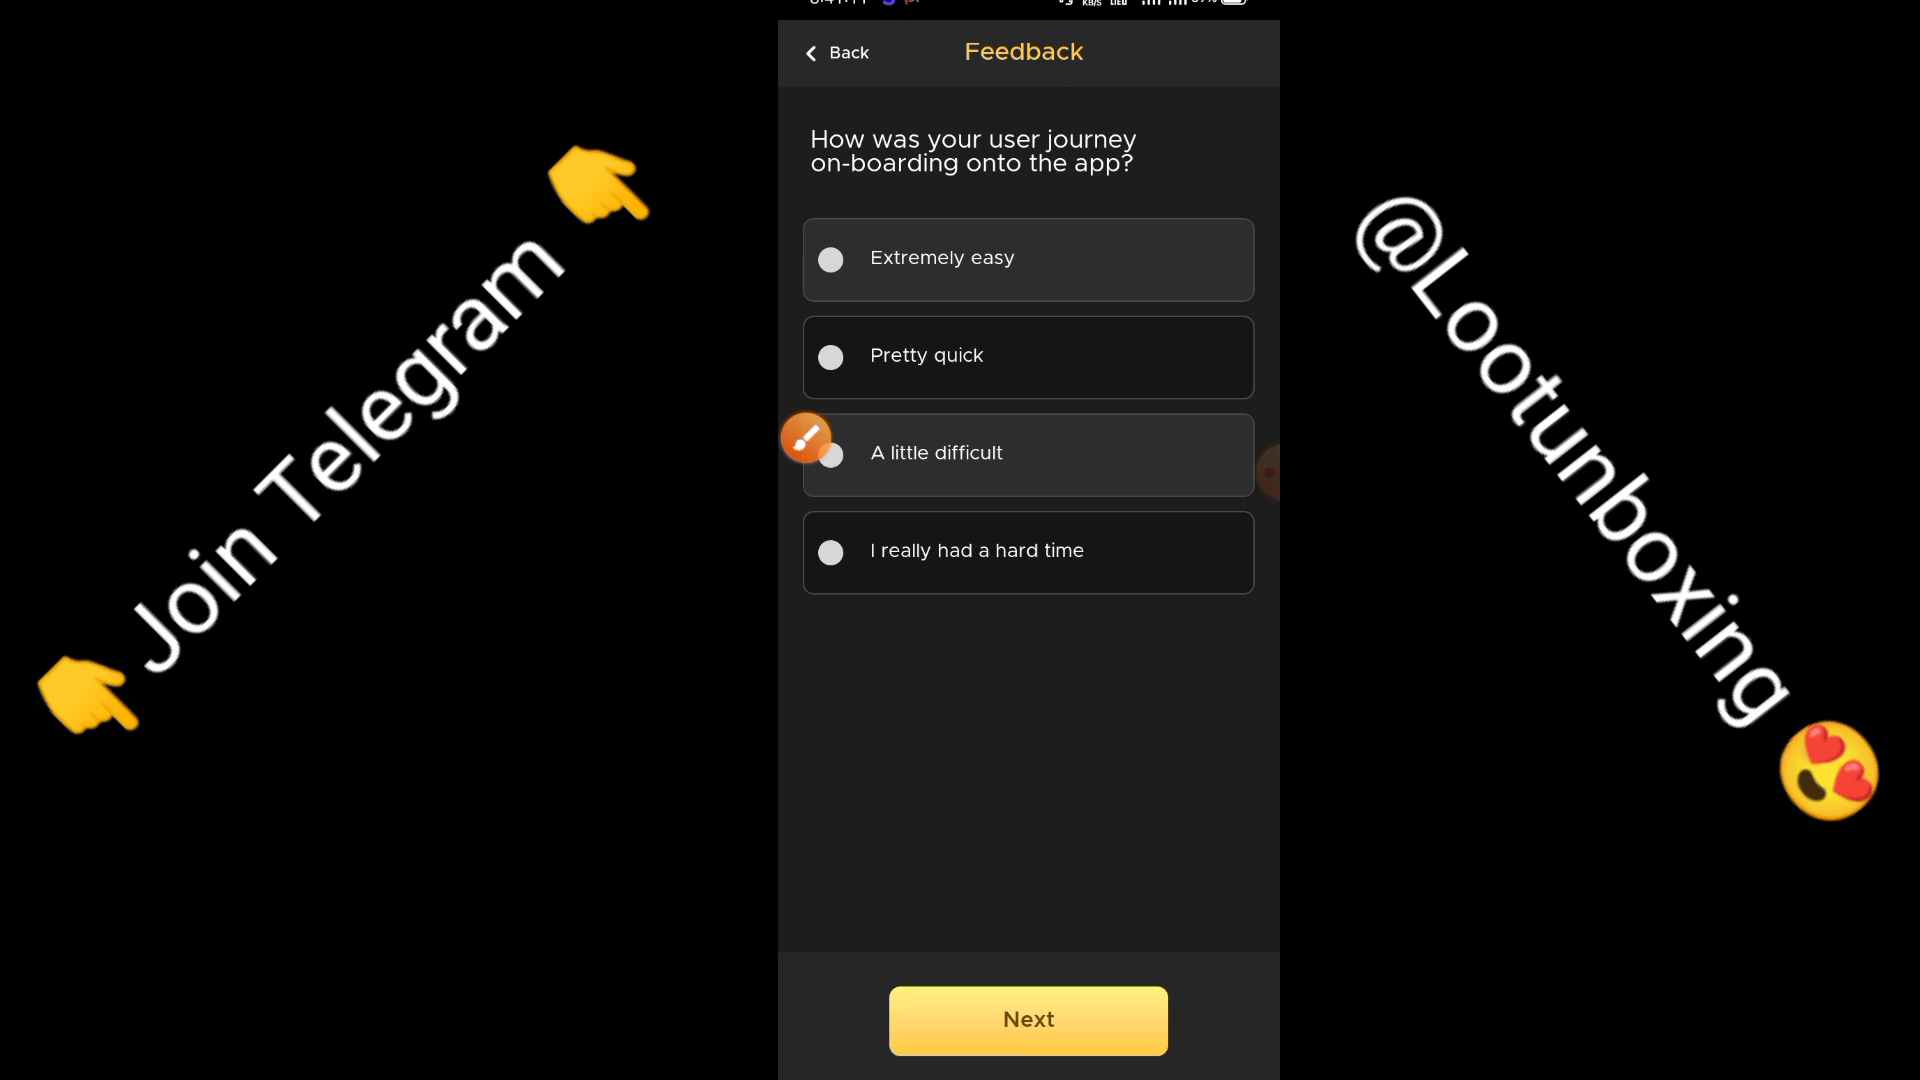 Back
Feedback
How was your user journey
on-boarding onto the app?
Extremely easy
Pretty quick
A little difficult
I really had a hard time
Next
Join Telegram
@Lootunboxing